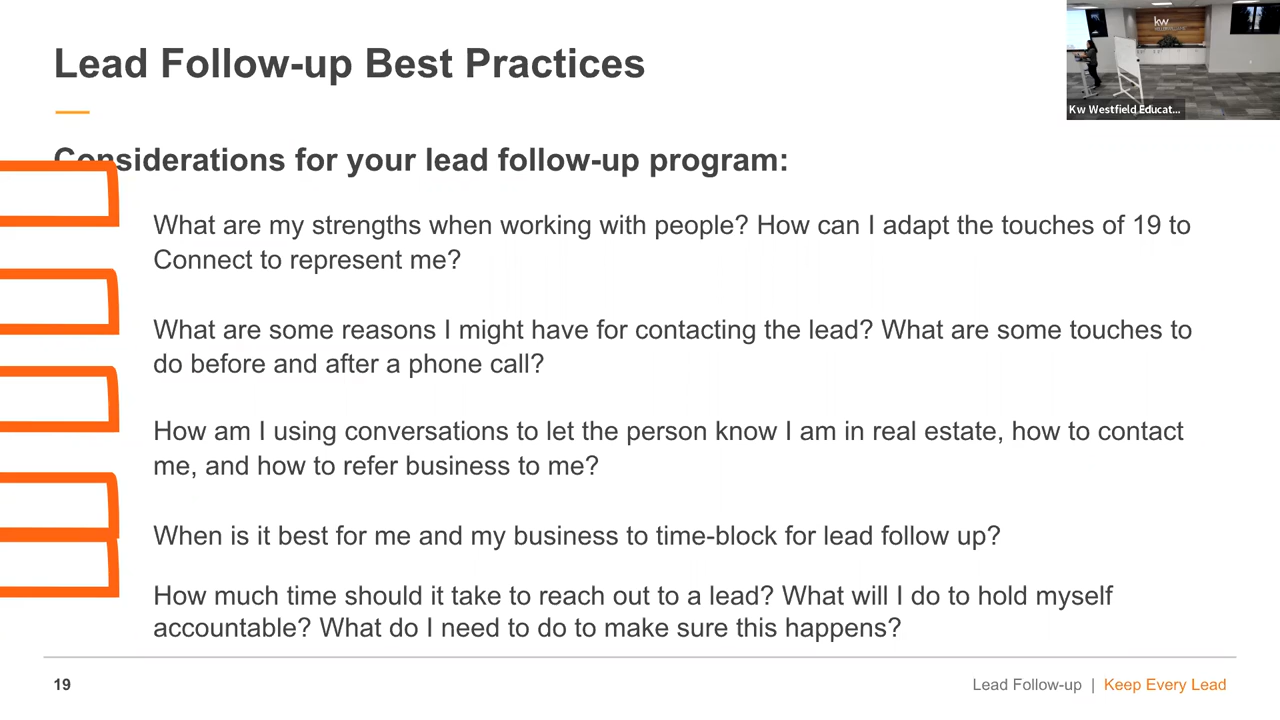 Lead Follow-up Best Practices
kw
Kw Westfield Educat...
Considerations for your lead follow-up program:
What are my strengths when working with people? How can I adapt the touches of 19 to
Connect to represent me?
What are some reasons I might have for contacting the lead? What are some touches to
do before and after a phone call?
How am I using conversations to let the person know I am in real estate, how to contact
me, and how to refer business to me?
When is it best for me and my business to time-block for lead follow up?
How much time should it take to reach out to a lead? What will I do to hold myself
accountable? What do I need to do to make sure this happens?
19
Lead Follow-up | Keep Every Lead